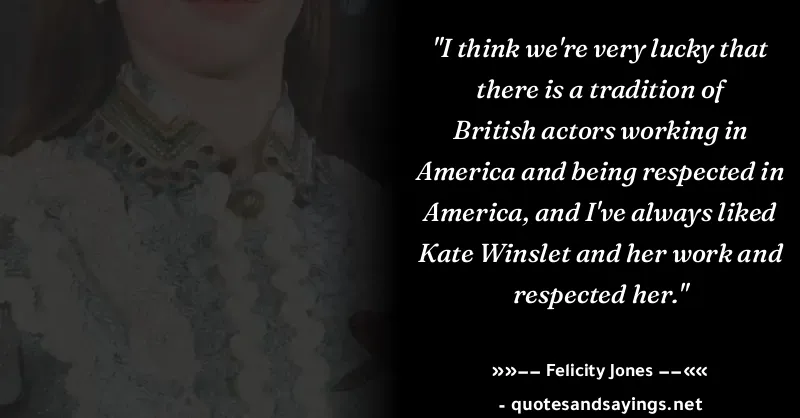 "I think we're very lucky that
there is a tradition of
British actors working in
America and being respected in
America, and I've always liked
Kate Winslet and her work and
respected her."
»»−− Felicity Jones −−««
- quotesandsayings.net